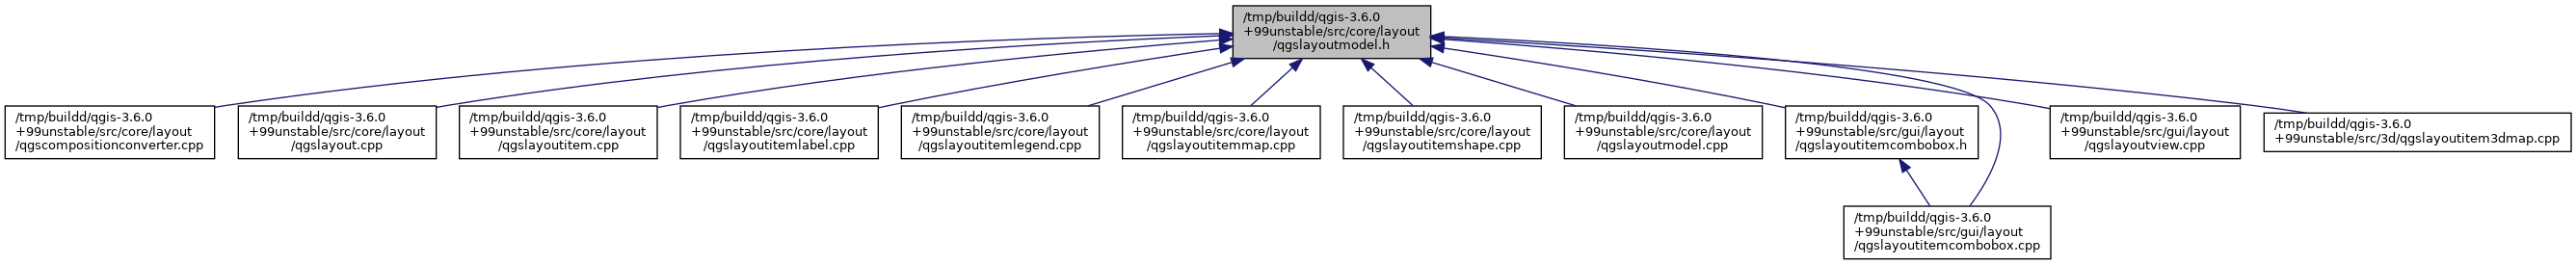 /tmp/buildd/qgis-3.6.0
+99unstable/src/core/layout
/qgslayoutmodel.h
/tmp/buildd/qgis-3.6.0
+99unstable/src/core/layout
/qgscompositionconverter.cpp
/tmp/buildd/qgis-3.6.0
+99unstable/src/core/layout
/qgslayout.cpp
/tmp/buildd/qgis-3.6.0
+99unstable/src/core/layout
/qgslayoutitem.cpp
/tmp/buildd/qgis-3.6.0
+99unstable/src/core/layout
/qgslayoutitemlabel.cpp
/tmp/buildd/qgis-3.6.0
+99unstable/src/core/layout
/qgslayoutitemlegend.cpp
/tmp/buildd/qgis-3.6.0
+99unstable/src/core/layout
/qgslayoutitemmap.cpp
/tmp/buildd/qgis-3.6.0
+99unstable/src/core/layout
/qgslayoutitemshape.cpp
/tmp/buildd/qgis-3.6.0
+99unstable/src/core/layout
/qgslayoutmodel.cpp
/tmp/buildd/qgis-3.6.0
+99unstable/src/gui/layout
/qgslayoutitemcombobox.h
/tmp/buildd/qgis-3.6.0
+99unstable/src/gui/layout
/qgslayoutview.cpp
/tmp/buildd/qgis-3.6.0
+99unstable/src/3d/qgslayoutitem3dmap.cpp
/tmp/buildd/qgis-3.6.0
+99unstable/src/gui/layout
/qgslayoutitemcombobox.cpp